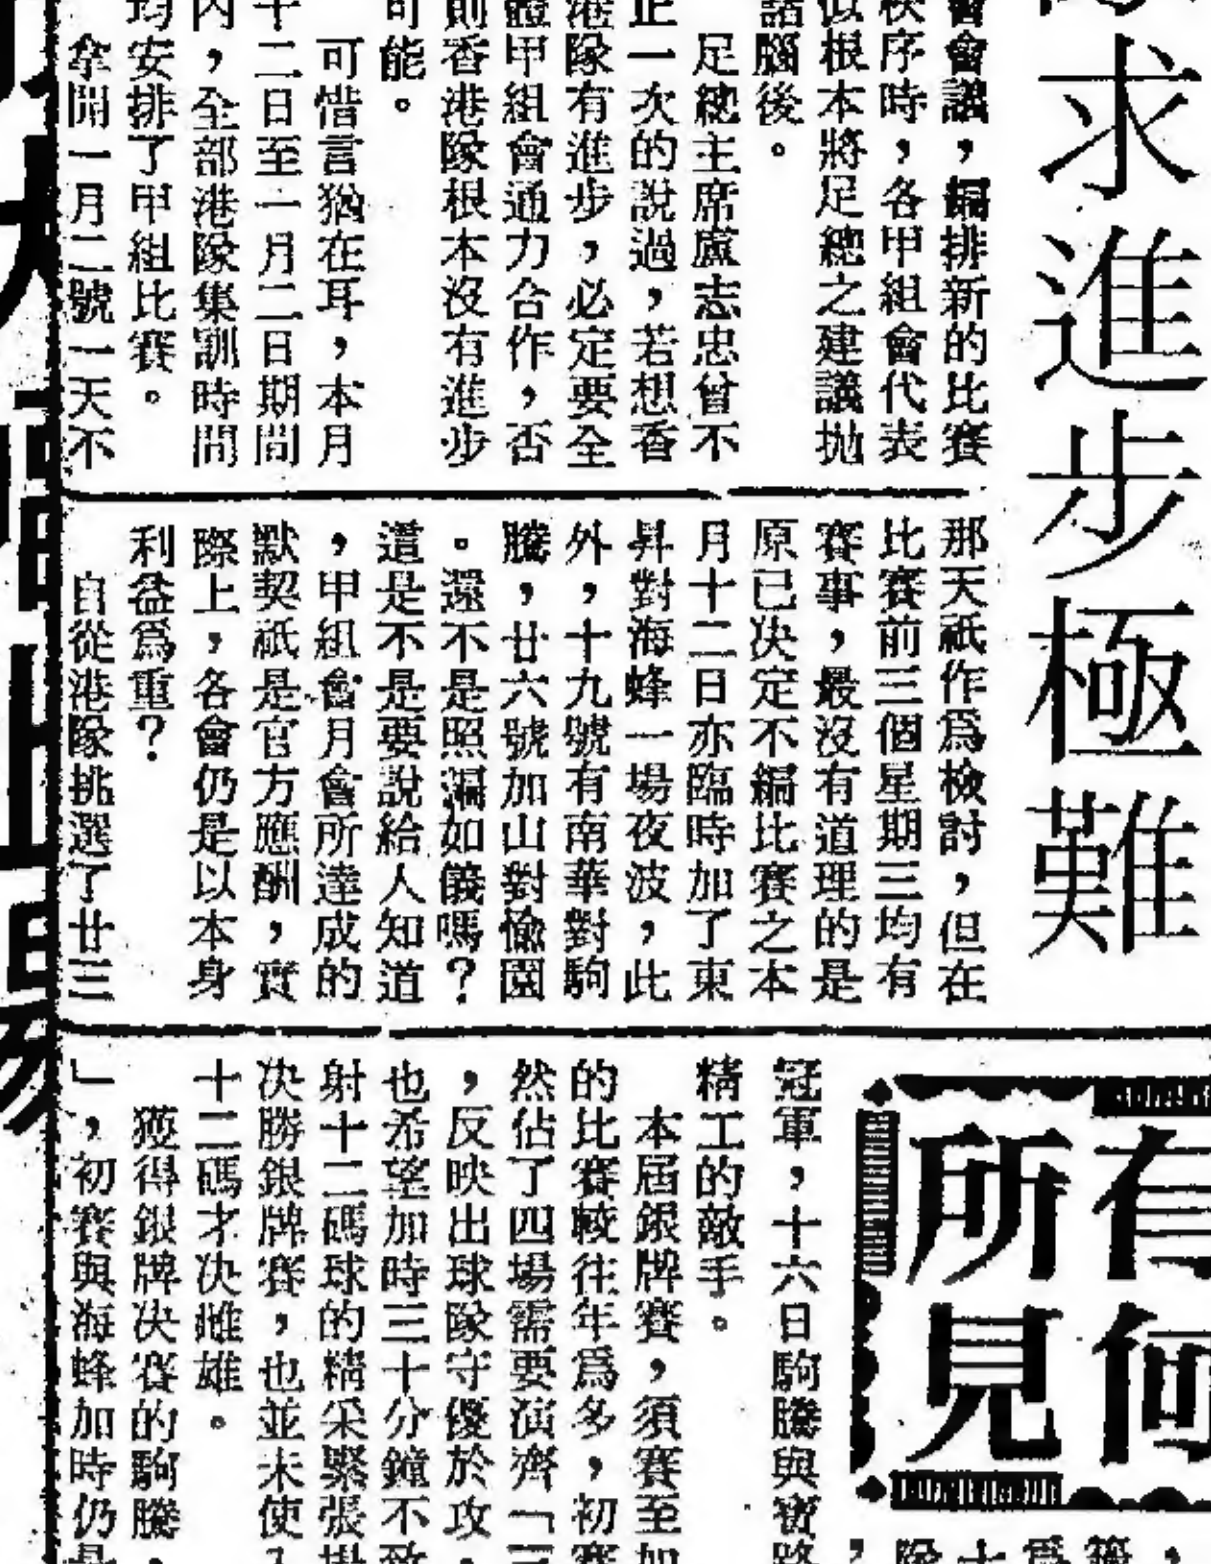 求進步極難
會會議，編排新的比賽
秩序時，各甲組會代表
似根本將足總之建議拋
話腦後。
足總主席盧志忠曾不
止一次的說過，若想香
港隊有進步，必定要全
體甲組會通力合作，否
則香港隊根本沒有進步
可能。
可惜言猶在耳，本月
十二日至一月二日期間
內，全部港隊集訓時間
均安排了甲組比賽。
拿開一月二號一天不
那天祇作爲檢討，但在
比賽前三個星期三均有
賽事，最沒有道理的是
原已决定不編比賽之本
月十二日亦臨時加了東
昇對海蜂一場夜波，此
外，十九號有南華對駒
騰，廿六號加山對愉園
。還不是照漏如儀嗎？
這是不是要說給人知道
，甲組會月會所達成的
默契祇是官方應酬，實
際上，各會仍是以本身
利益爲重？
自從港隊挑選了廿三
有何
所見
冠軍，十六日駒騰與寶路
精工的敵手。
本屆銀牌賽，須賽至加
的比賽較往年爲多，初賽
然佔了四場需要演齊「三
，反映出球隊守優於攻，
也希望加時三十分鐘不致
射十二碼球的精采緊張掛
决勝銀牌賽，也並未使入
十二碼才决雌雄。
獲得銀牌决賽的駒騰，
」，初賽與海蜂加時仍是